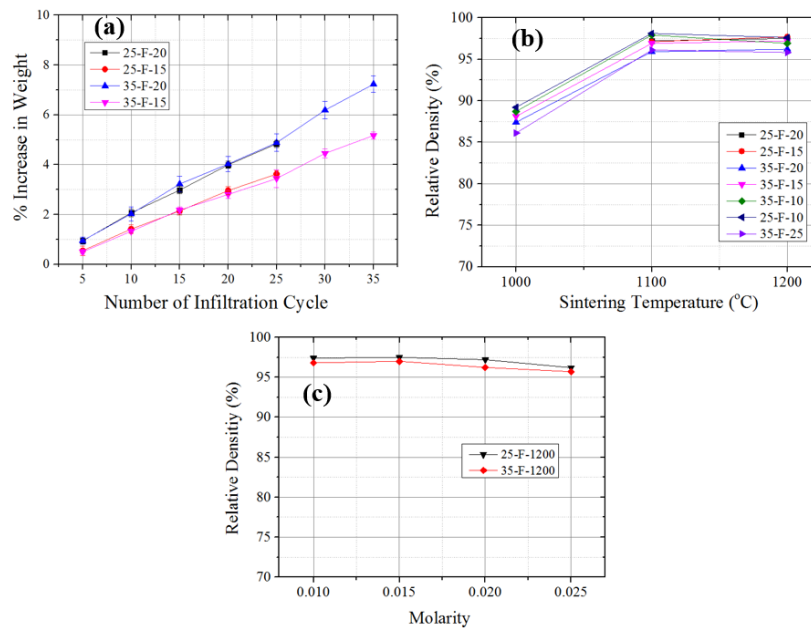 (a)
25-F-20
25-F-15
35-F-20
35-F-15
% Increase in Weight
10
8
6
4
2
0
5 10 15 20 25 30 35
Number of Infiltration Cycle
(b)
Relative Density (%)
100
95
90
85
80
75
70
25-F-20
25-F-15
35-F-20
35-F-15
35-F-10
25-F-10
35-F-25
1000 1100 1200
Sintering Temperature (°C)
(c)
Relative Densitiy (%)
100
95
90
85
80
75
70
25-F-1200
35-F-1200
0.010 0.015 0.020 0.025
Molarity